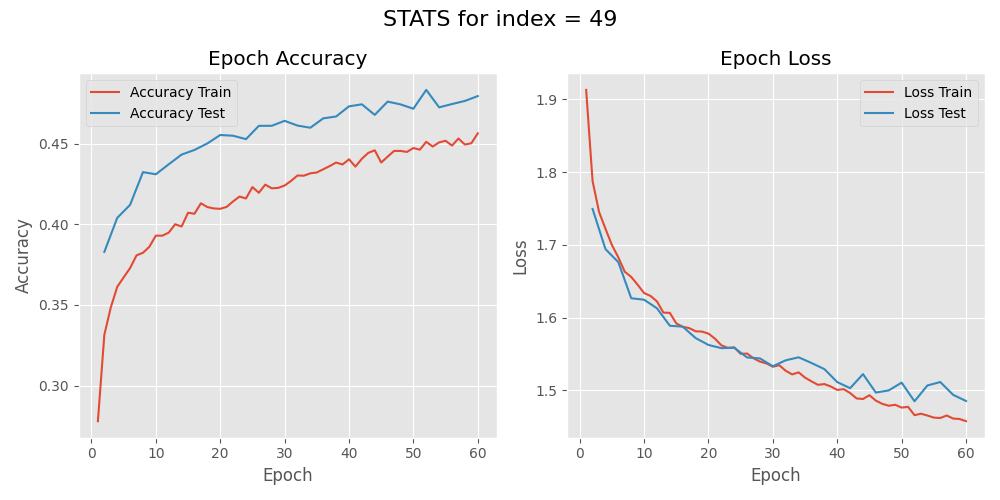 STATS for index = 49
Epoch Accuracy
Accuracy Train
Accuracy Test
0.45
0.40
0.35
0.30
Accuracy
0 10 20 30 40 50 60
Epoch
Epoch Loss
Loss Train
Loss Test
1.9
1.8
1.7
1.6
1.5
Loss
0 10 20 30 40 50 60
Epoch